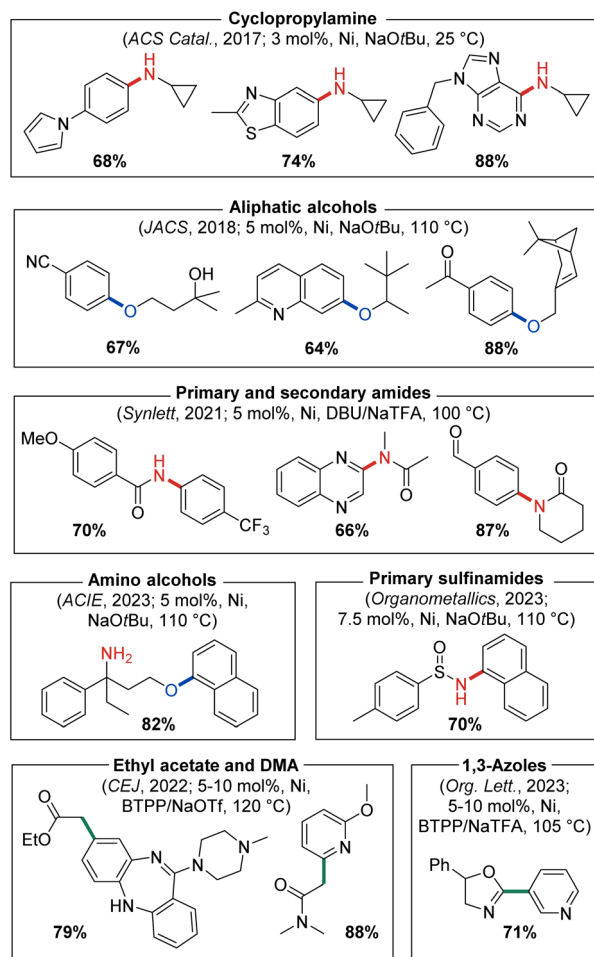 Cyclopropylamine
(ACS Catal., 2017; 3 mol%, Ni, NaOtBu, 25 °C)
H
N
N
68%
N
S
H
N
74%
N
N
N
N
H
N
88%
Aliphatic alcohols
(JACS, 2018; 5 mol%, Ni, NaOtBu, 110 °C)
NC
O
OH
67%
N
O
64%
O
O
88%
Primary and secondary amides
(Synlett, 2021; 5 mol%, Ni, DBU/NaTFA, 100 °C)
MeO
O
H
N
CF3
70%
N
N
N
O
66%
O
N
O
87%
Amino alcohols
(ACIE, 2023; 5 mol%, Ni,
NaOtBu, 110 °C)
NH2
O
82%
Primary sulfinamides
(Organometallics, 2023;
7.5 mol%, Ni, NaOtBu, 110 °C)
O
S
N
H
70%
Ethyl acetate and DMA
(CEJ, 2022; 5-10 mol%, Ni,
BTPP/NaOTf, 120 °C)
O
EtO
N
N
N
HN
79%
O
N
O
N
88%
1,3-Azoles
(Org. Lett., 2023;
5-10 mol%, Ni,
BTPP/NaTFA, 105 °C)
Ph
O
N
N
71%